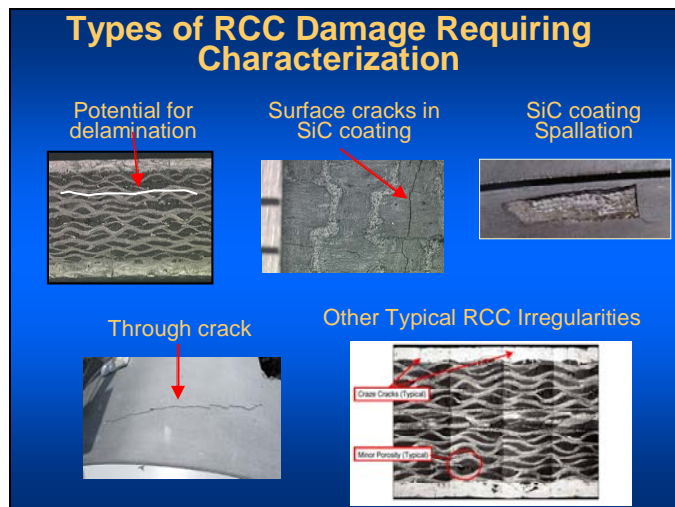 Types of RCC Damage Requiring
Characterization
Potential for
delamination
Surface cracks in
SiC coating
SiC coating
Spallation
Through crack
Other Typical RCC Irregularities
Craze Cracks (Typical)
Minor Porosity (Typical)